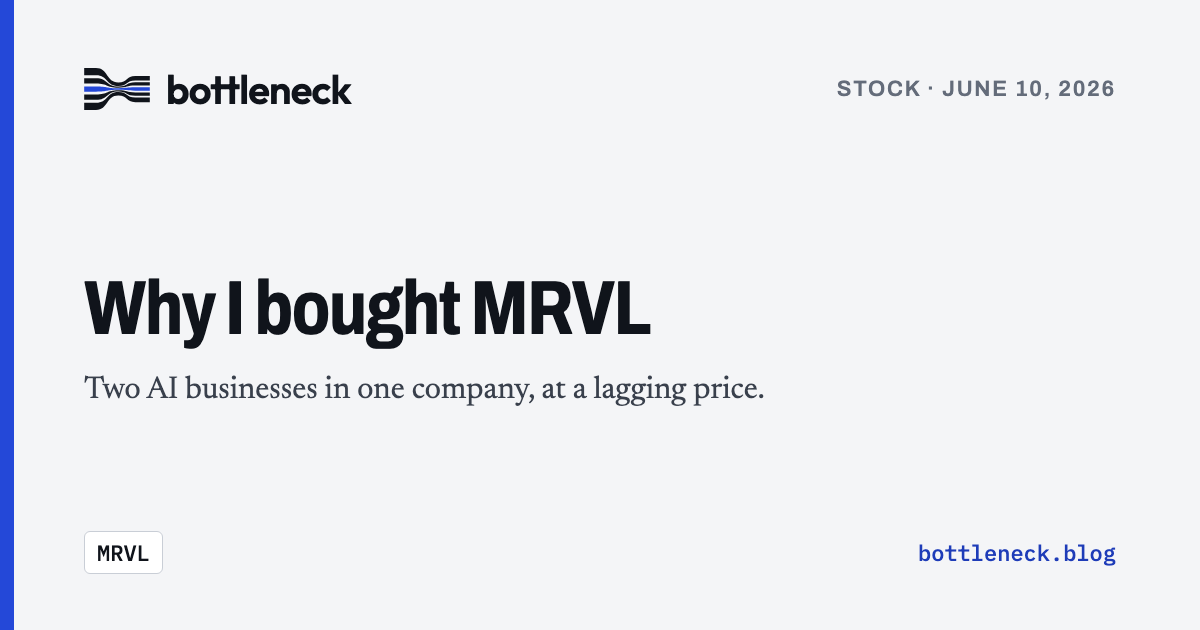 bottleneck
STOCK · JUNE 10, 2026
Why I bought MRVL
Two AI businesses in one company, at a lagging price.
MRVL
bottleneck.blog